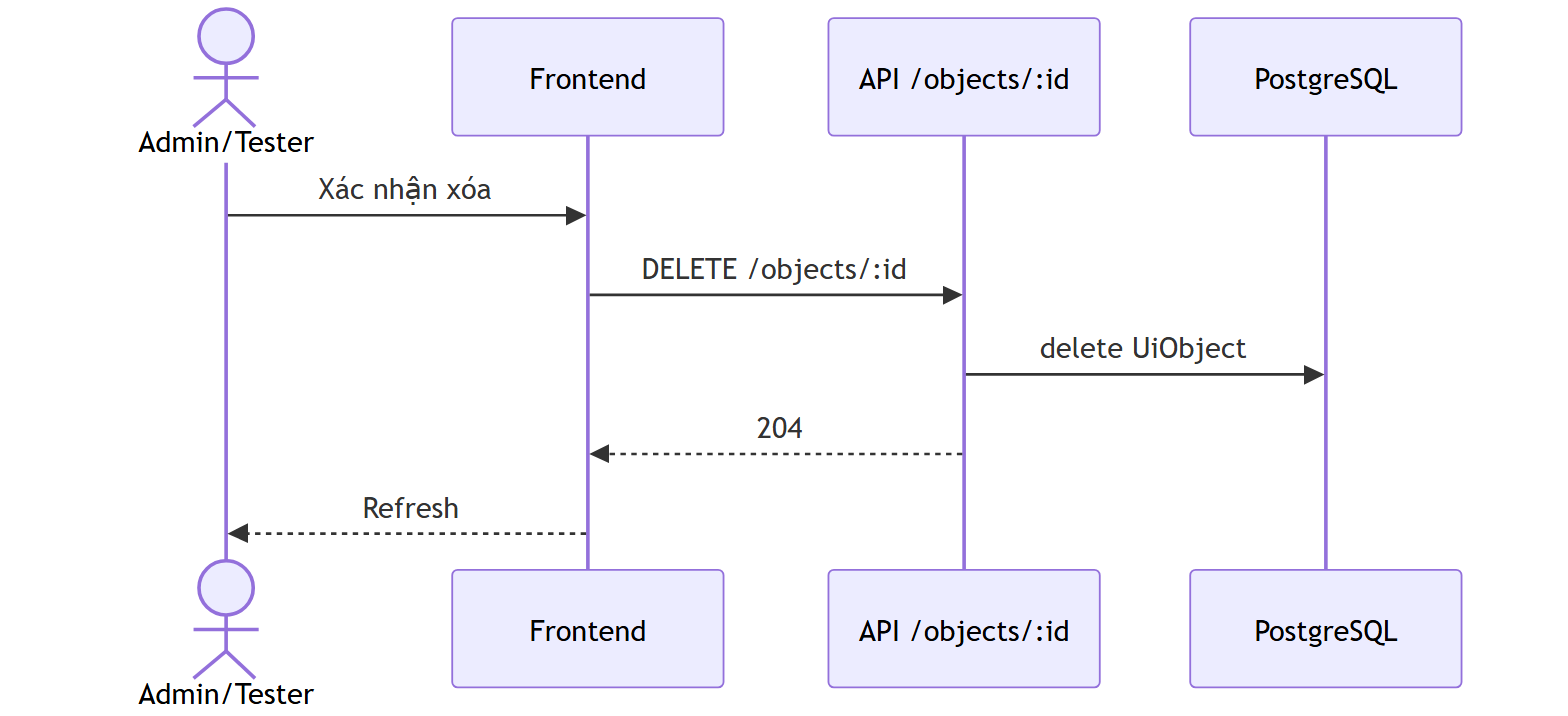 Admin/Tester
Frontend
API /objects/:id
PostgreSQL
Xác nhận xóa
DELETE /objects/:id
delete UiObject
204
Refresh
Admin/Tester
Frontend
API /objects/:id
PostgreSQL